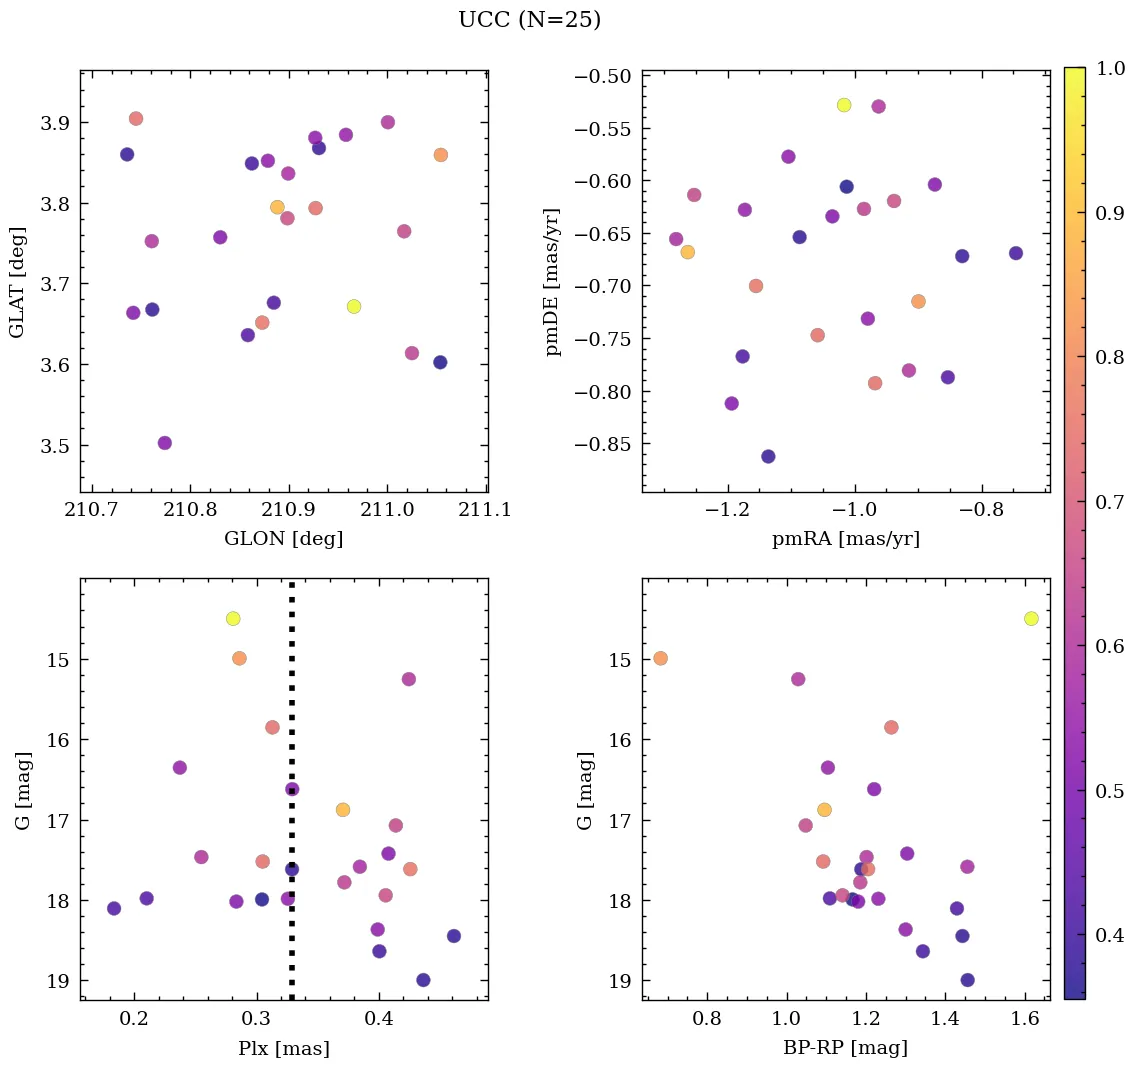 UCC (N=25)
3.9
3.8
3.7
3.6
3.5
GLAT [deg]
210.7 210.8 210.9 211.0 211.1
GLON [deg]
−0.50
−0.55
−0.60
−0.65
−0.70
−0.75
−0.80
−0.85
pmDE [mas/yr]
−1.2 −1.0 −0.8
pmRA [mas/yr]
15
16
17
18
19
G [mag]
0.2 0.3 0.4
Plx [mas]
15
16
17
18
19
G [mag]
0.8 1.0 1.2 1.4 1.6
BP-RP [mag]
1.0
0.9
0.8
0.7
0.6
0.5
0.4